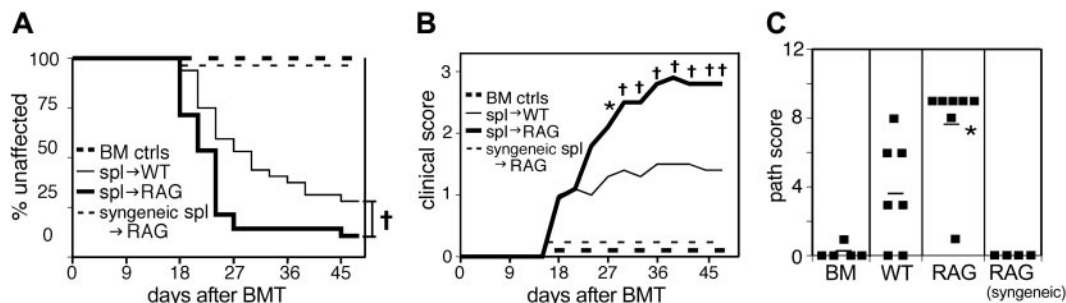 A
% unaffected
100
75
50
25
0
BM ctrls
spl→WT
spl→RAG
syngeneic spl
→ RAG
†
0 9 18 27 36 45
days after BMT
B
clinical score
3
2
1
0
* † † † † † ††
BM ctrls
spl→WT
spl→RAG
syngeneic spl
→ RAG
0 9 18 27 36 45
days after BMT
C
path score
12
8
4
0
*
BM WT RAG RAG
(syngeneic)